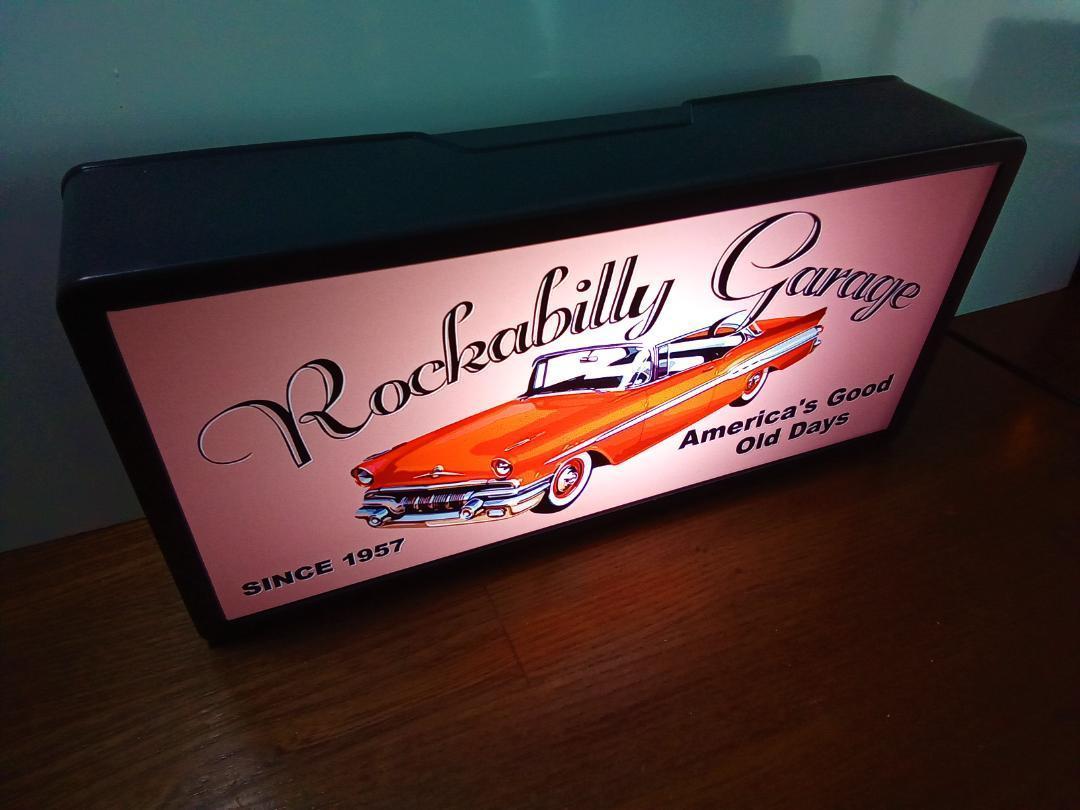 Rockabilly Garage
America's Good
Old Days
SINCE 1957